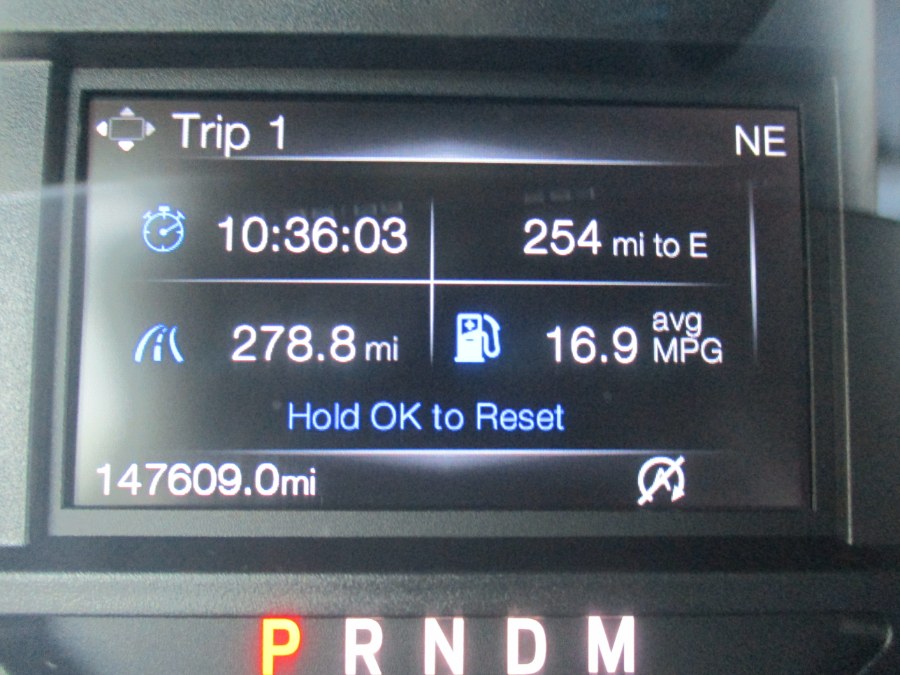 Trip 1
NE
10:36:03
254 mi to E
278.8 mi
16.9 avg MPG
Hold OK to Reset
147609.0mi
A
P R N D M